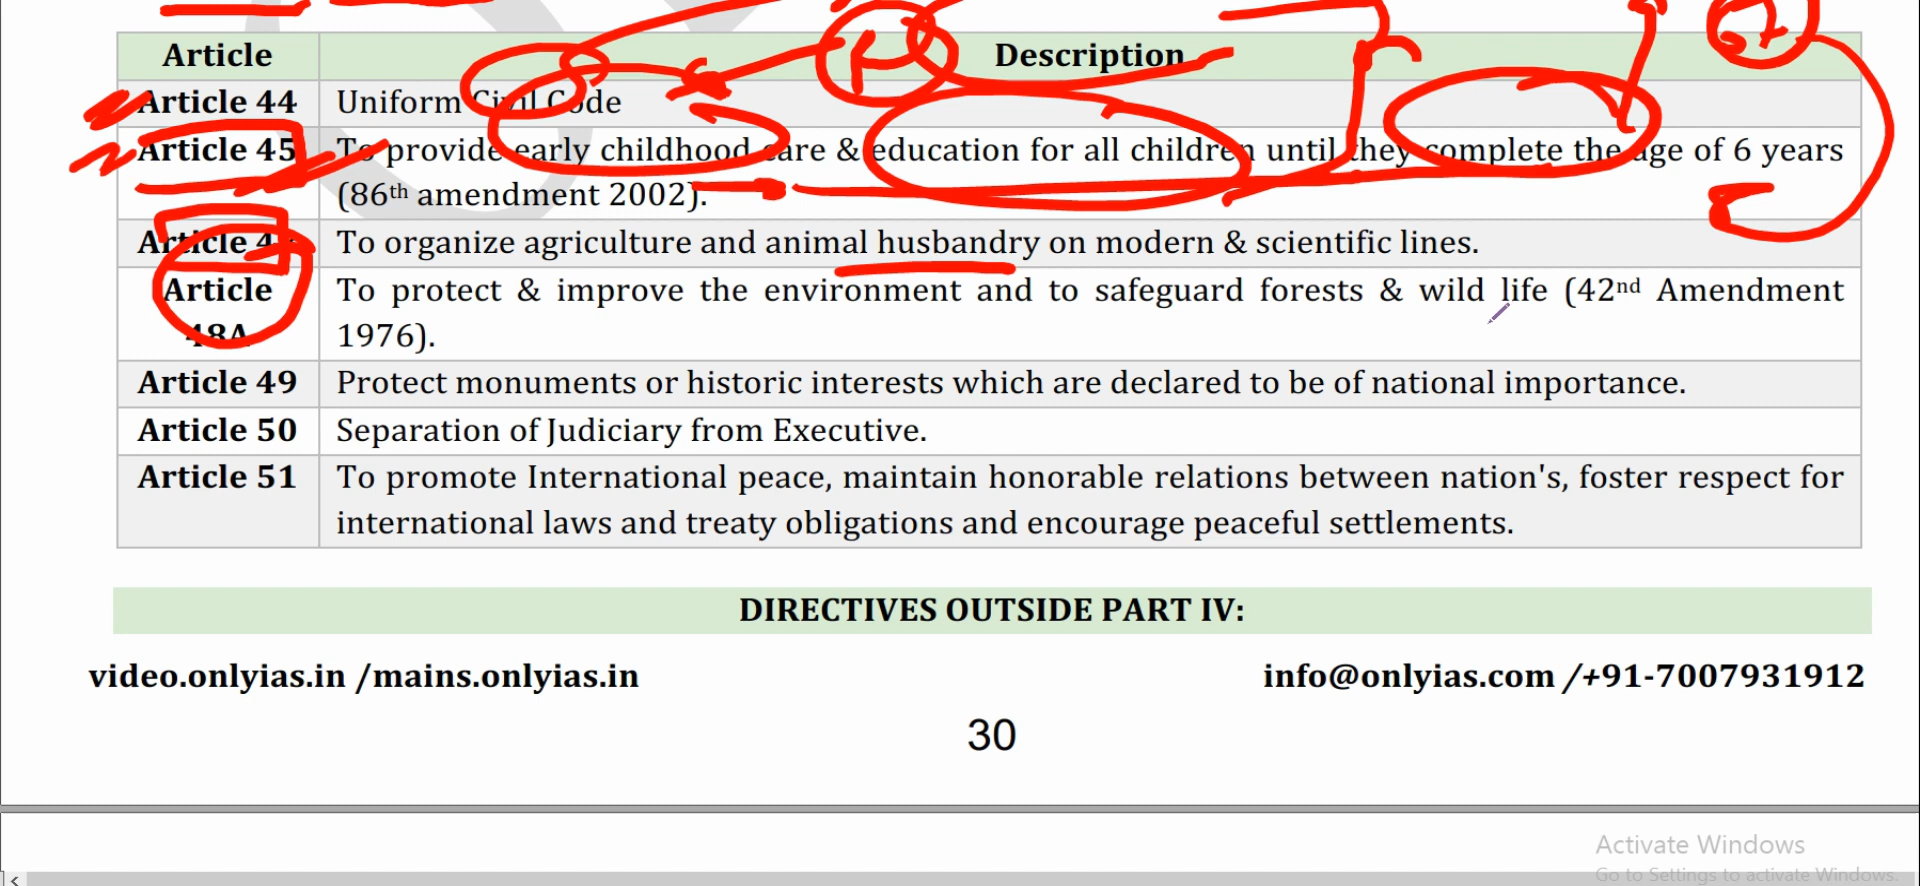 Article Description
Article 44 Uniform Civil Code
Article 45 To provide early childhood care & education for all children until they complete the age of 6 years
(86th amendment 2002).
Article To organize agriculture and animal husbandry on modern & scientific lines.
Article To protect & improve the environment and to safeguard forests & wild life (42nd Amendment
48A 1976).
Article 49 Protect monuments or historic interests which are declared to be of national importance.
Article 50 Separation of Judiciary from Executive.
Article 51 To promote International peace, maintain honorable relations between nation's, foster respect for
international laws and treaty obligations and encourage peaceful settlements.
DIRECTIVES OUTSIDE PART IV:
video.onlyias.in /mains.onlyias.in info@onlyias.com /+91-7007931912
30
Activate Windows
Go to Settings to activate Windows.